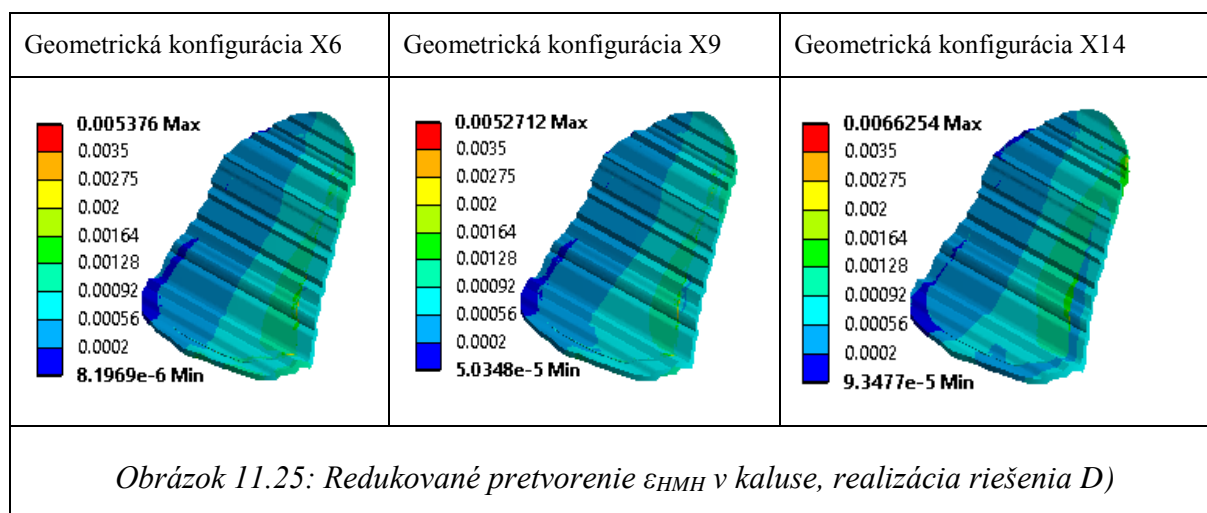 Geometrická konfigurácia X6
Geometrická konfigurácia X9
Geometrická konfigurácia X14
0.005376 Max
0.0035
0.00275
0.002
0.00164
0.00128
0.00092
0.00056
0.0002
8.1969e-6 Min
0.0052712 Max
0.0035
0.00275
0.002
0.00164
0.00128
0.00092
0.00056
0.0002
5.0348e-5 Min
0.0066254 Max
0.0035
0.00275
0.002
0.00164
0.00128
0.00092
0.00056
0.0002
9.3477e-5 Min
Obrázok 11.25: Redukované pretvorenie εHMH v kaluse, realizácia riešenia D)